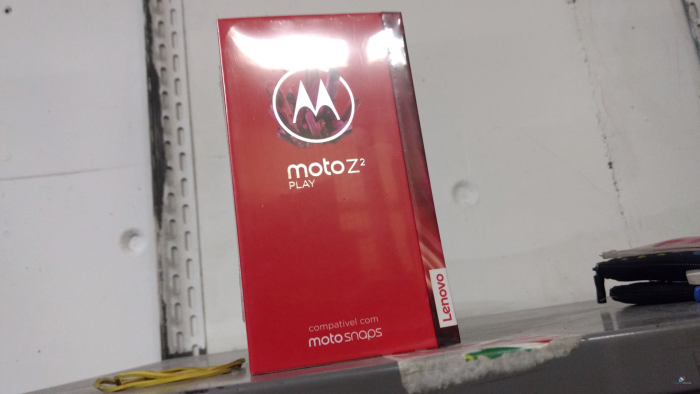 moto z²
PLAY
compatível com
moto snaps
Lenovo